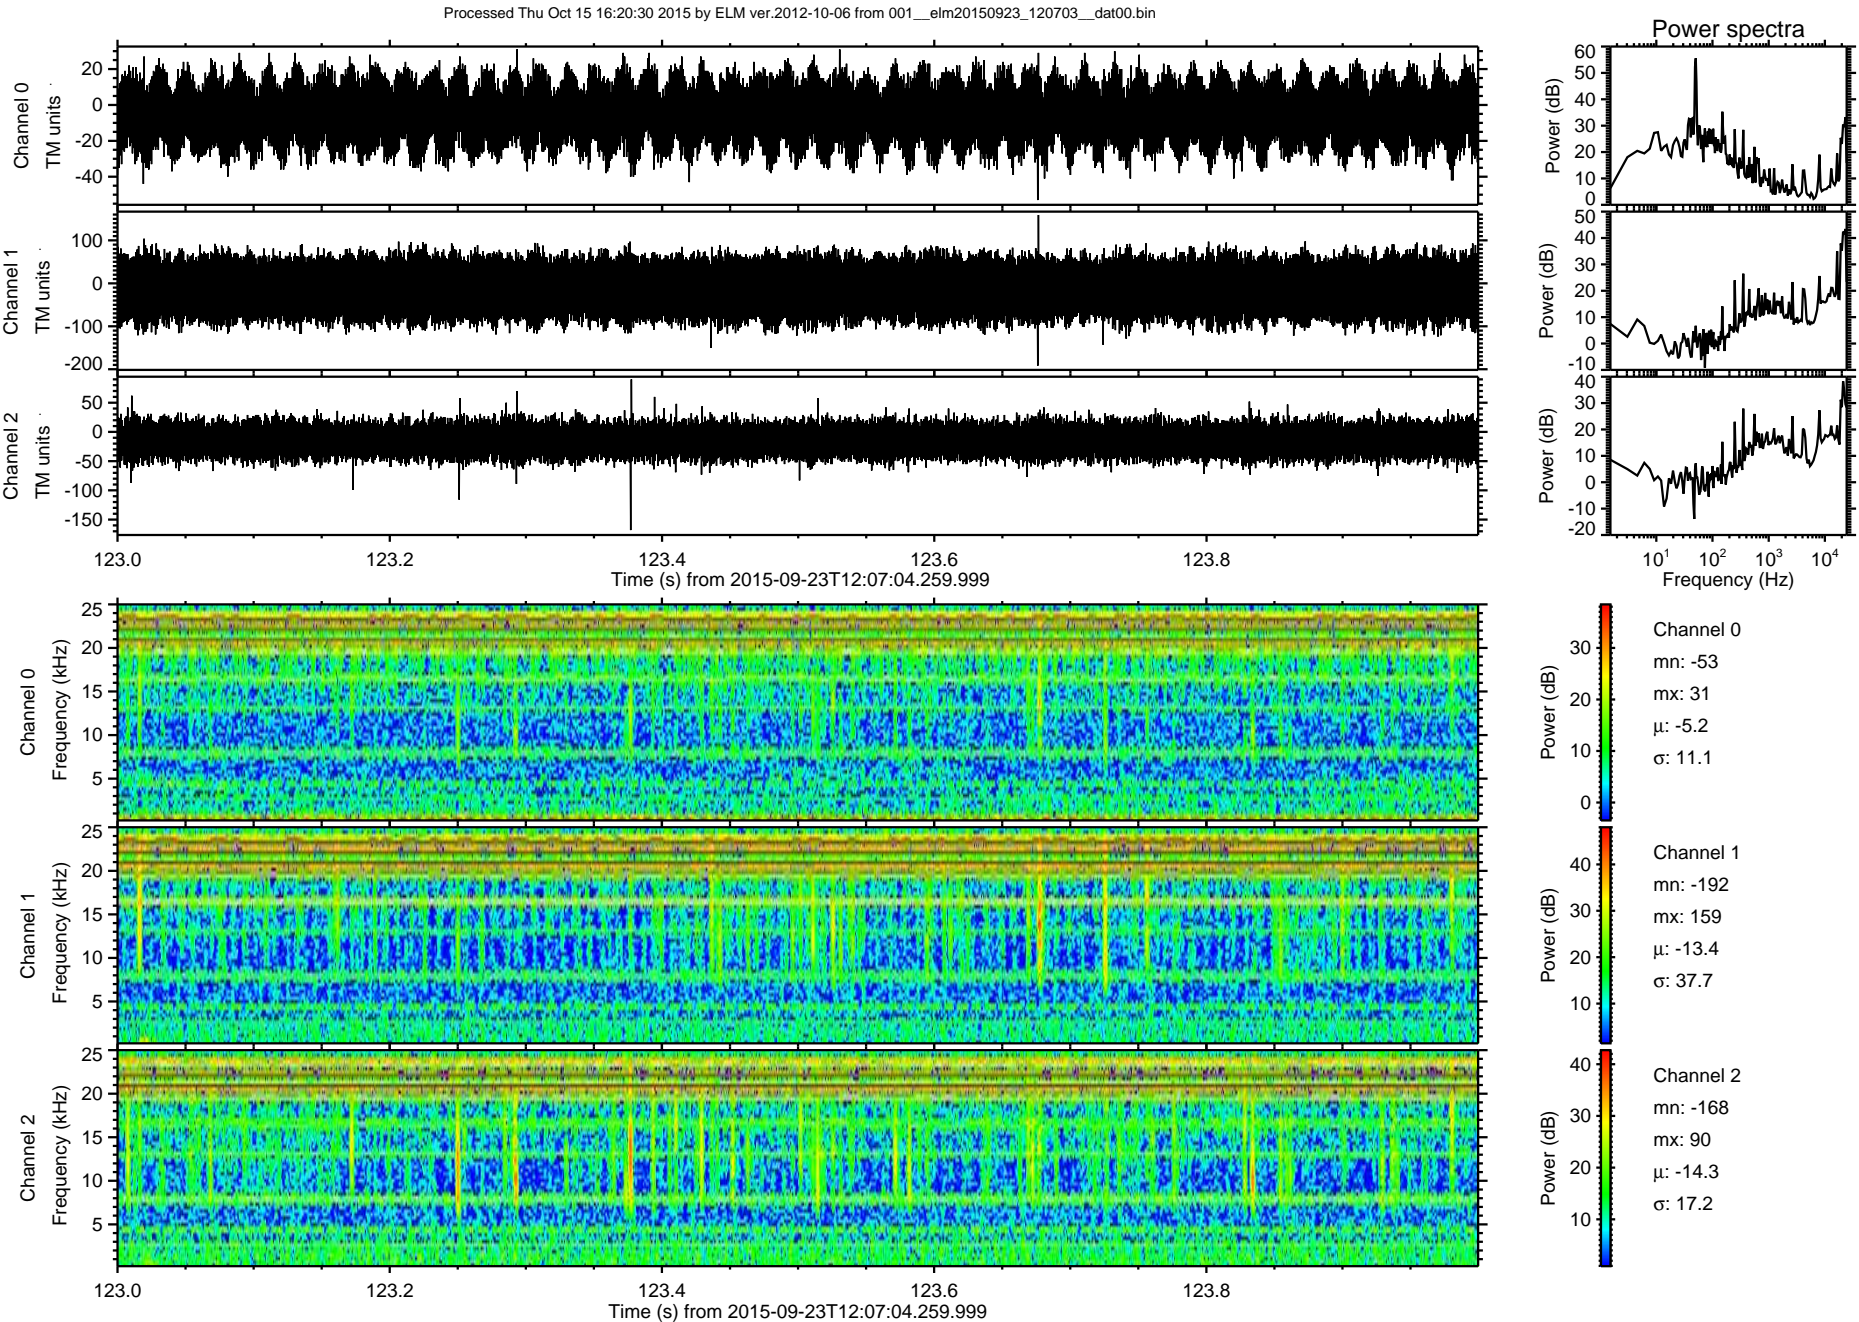 Processed Thu Oct 15 16:20:30 2015 by ELM ver.2012-10-06 from 001__elm20150923_120703__dat00.bin
Power spectra
Channel 0
TM units
20
0
-20
-40
Power (dB)
60
50
40
30
20
10
0
Channel 1
TM units
100
0
-100
-200
Power (dB)
50
40
30
20
10
0
-10
Channel 2
TM units
50
0
-50
-100
-150
Power (dB)
40
30
20
10
0
-10
-20
123.0 123.2 123.4 123.6 123.8
Time (s) from 2015-09-23T12:07:04.259.999
10¹ 10² 10³ 10⁴
Frequency (Hz)
Channel 0
Frequency (kHz)
25
20
15
10
5
Power (dB)
30
20
10
0
Channel 0
mn: -53
mx: 31
μ: -5.2
σ: 11.1
Channel 1
Frequency (kHz)
25
20
15
10
5
Power (dB)
40
30
20
10
Channel 1
mn: -192
mx: 159
μ: -13.4
σ: 37.7
Channel 2
Frequency (kHz)
25
20
15
10
5
Power (dB)
40
30
20
10
Channel 2
mn: -168
mx: 90
μ: -14.3
σ: 17.2
123.0 123.2 123.4 123.6 123.8
Time (s) from 2015-09-23T12:07:04.259.999